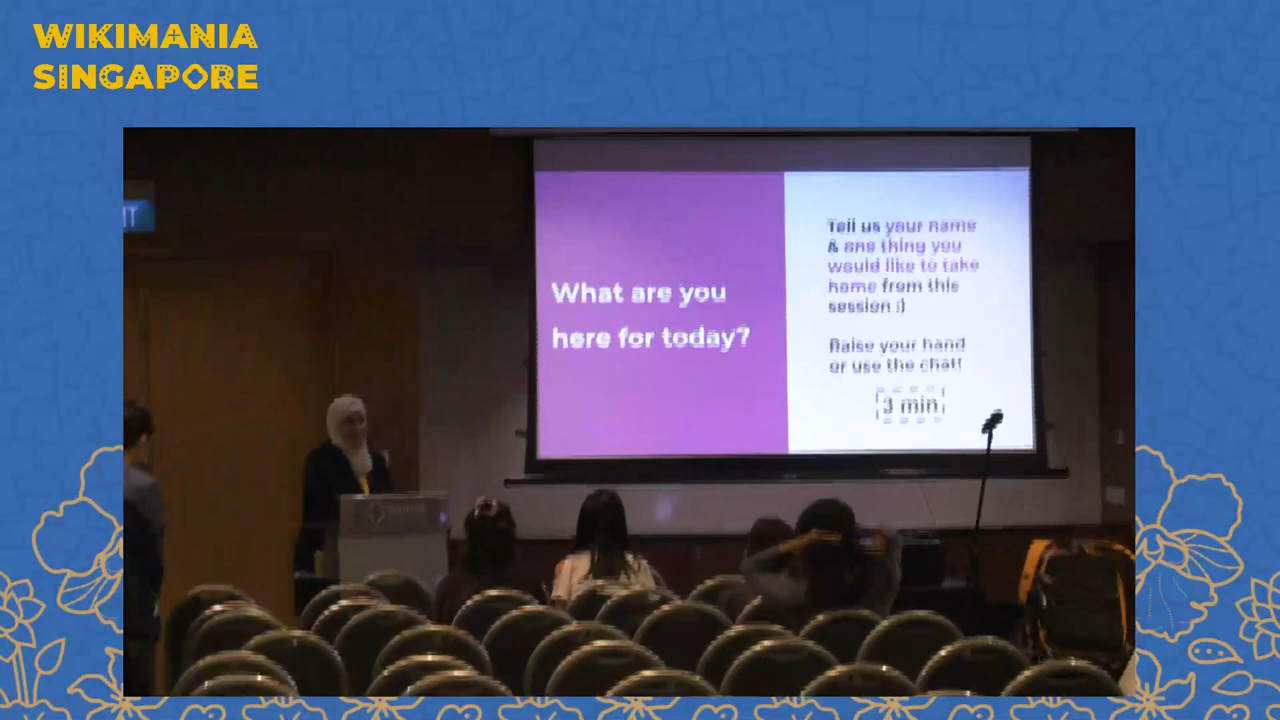 WIKIMANIA
SINGAPORE
IT
What are you
here for today?
Tell us your name
& one thing you
would like to take
home from this
session :)
Raise your hand
or use the chat!
3 min